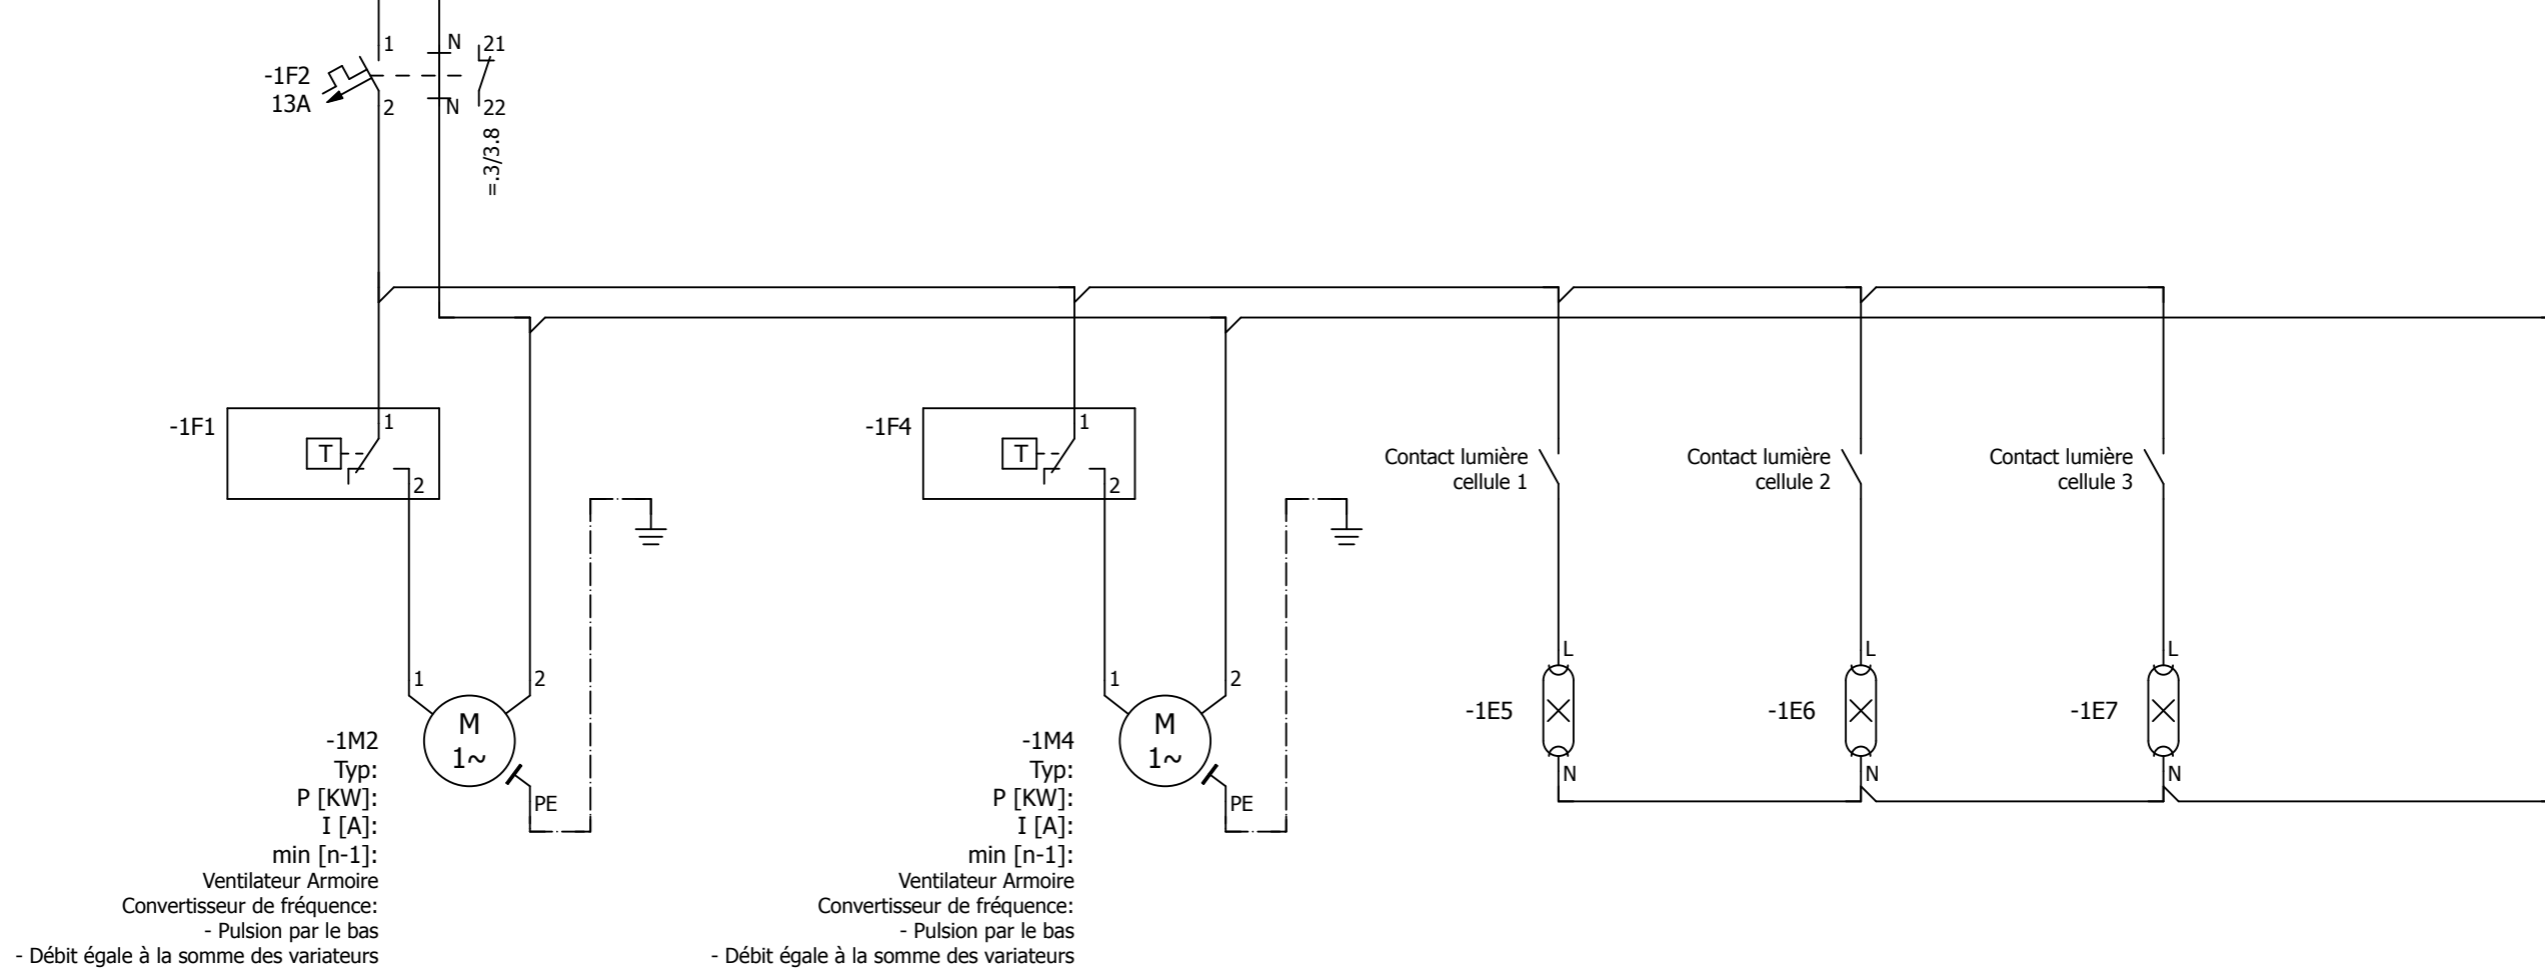 1
N
21
-1F2
13A
2
N
22
=.3/3.8
-1F1
1
T
2
-1F4
1
T
2
Contact lumière
cellule 1
Contact lumière
cellule 2
Contact lumière
cellule 3
1
2
M
1~
PE
-1M2
Typ:
P [KW]:
I [A]:
min [n-1]:
Ventilateur Armoire
Convertisseur de fréquence:
- Pulsion par le bas
- Débit égale à la somme des variateurs
1
2
M
1~
PE
-1M4
Typ:
P [KW]:
I [A]:
min [n-1]:
Ventilateur Armoire
Convertisseur de fréquence:
- Pulsion par le bas
- Débit égale à la somme des variateurs
L
-1E5
N
L
-1E6
N
L
-1E7
N